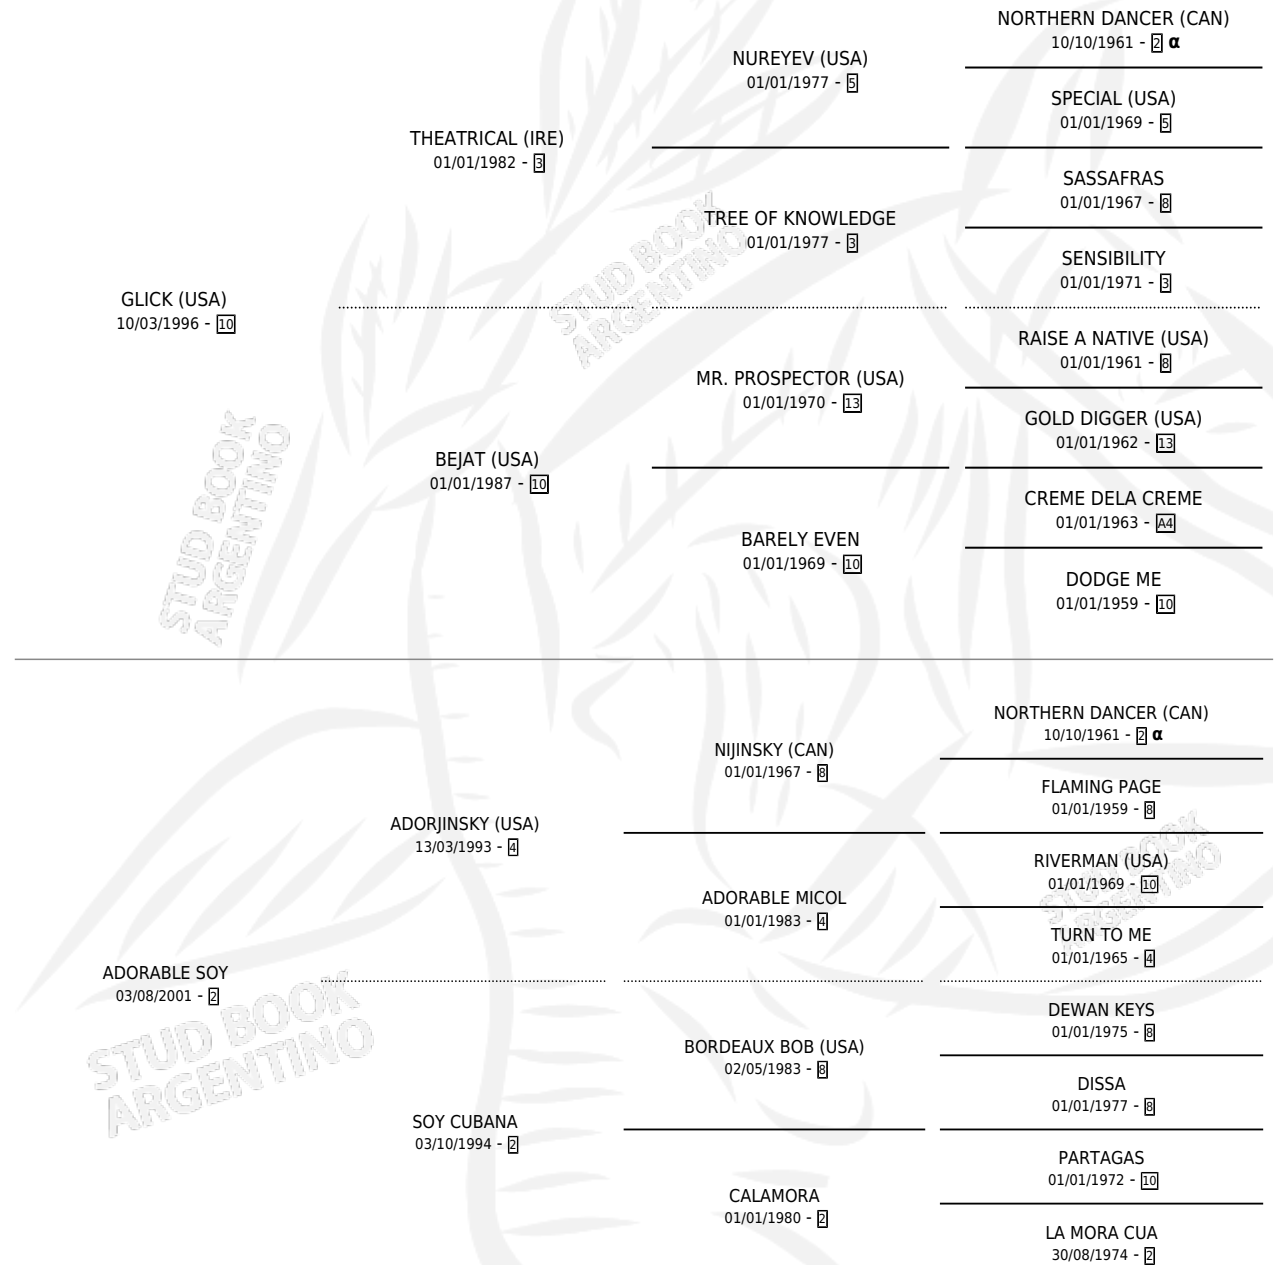 NORTHERN DANCER (CAN)
10/10/1961 - 2 α
NUREYEV (USA)
01/01/1977 - 5
SPECIAL (USA)
01/01/1969 - 5
THEATRICAL (IRE)
01/01/1982 - 3
SASSAFRAS
01/01/1967 - 8
TREE OF KNOWLEDGE
01/01/1977 - 3
SENSIBILITY
01/01/1971 - 3
GLICK (USA)
10/03/1996 - 10
RAISE A NATIVE (USA)
01/01/1961 - 8
MR. PROSPECTOR (USA)
01/01/1970 - 13
GOLD DIGGER (USA)
01/01/1962 - 13
BEJAT (USA)
01/01/1987 - 10
CREME DELA CREME
01/01/1963 - A4
BARELY EVEN
01/01/1969 - 10
DODGE ME
01/01/1959 - 10
NORTHERN DANCER (CAN)
10/10/1961 - 2 α
NIJINSKY (CAN)
01/01/1967 - 8
FLAMING PAGE
01/01/1959 - 8
ADORJINSKY (USA)
13/03/1993 - 4
RIVERMAN (USA)
01/01/1969 - 10
ADORABLE MICOL
01/01/1983 - 4
TURN TO ME
01/01/1965 - 4
ADORABLE SOY
03/08/2001 - 2
DEWAN KEYS
01/01/1975 - 8
BORDEAUX BOB (USA)
02/05/1983 - 8
DISSA
01/01/1977 - 8
SOY CUBANA
03/10/1994 - 2
PARTAGAS
01/01/1972 - 10
CALAMORA
01/01/1980 - 2
LA MORA CUA
30/08/1974 - 2
STUD BOOK
ARGENTINO
STUD BOOK
ARGENTINO
STUD BOOK
ARGENTINO
STUD BOOK
ARGENTINO